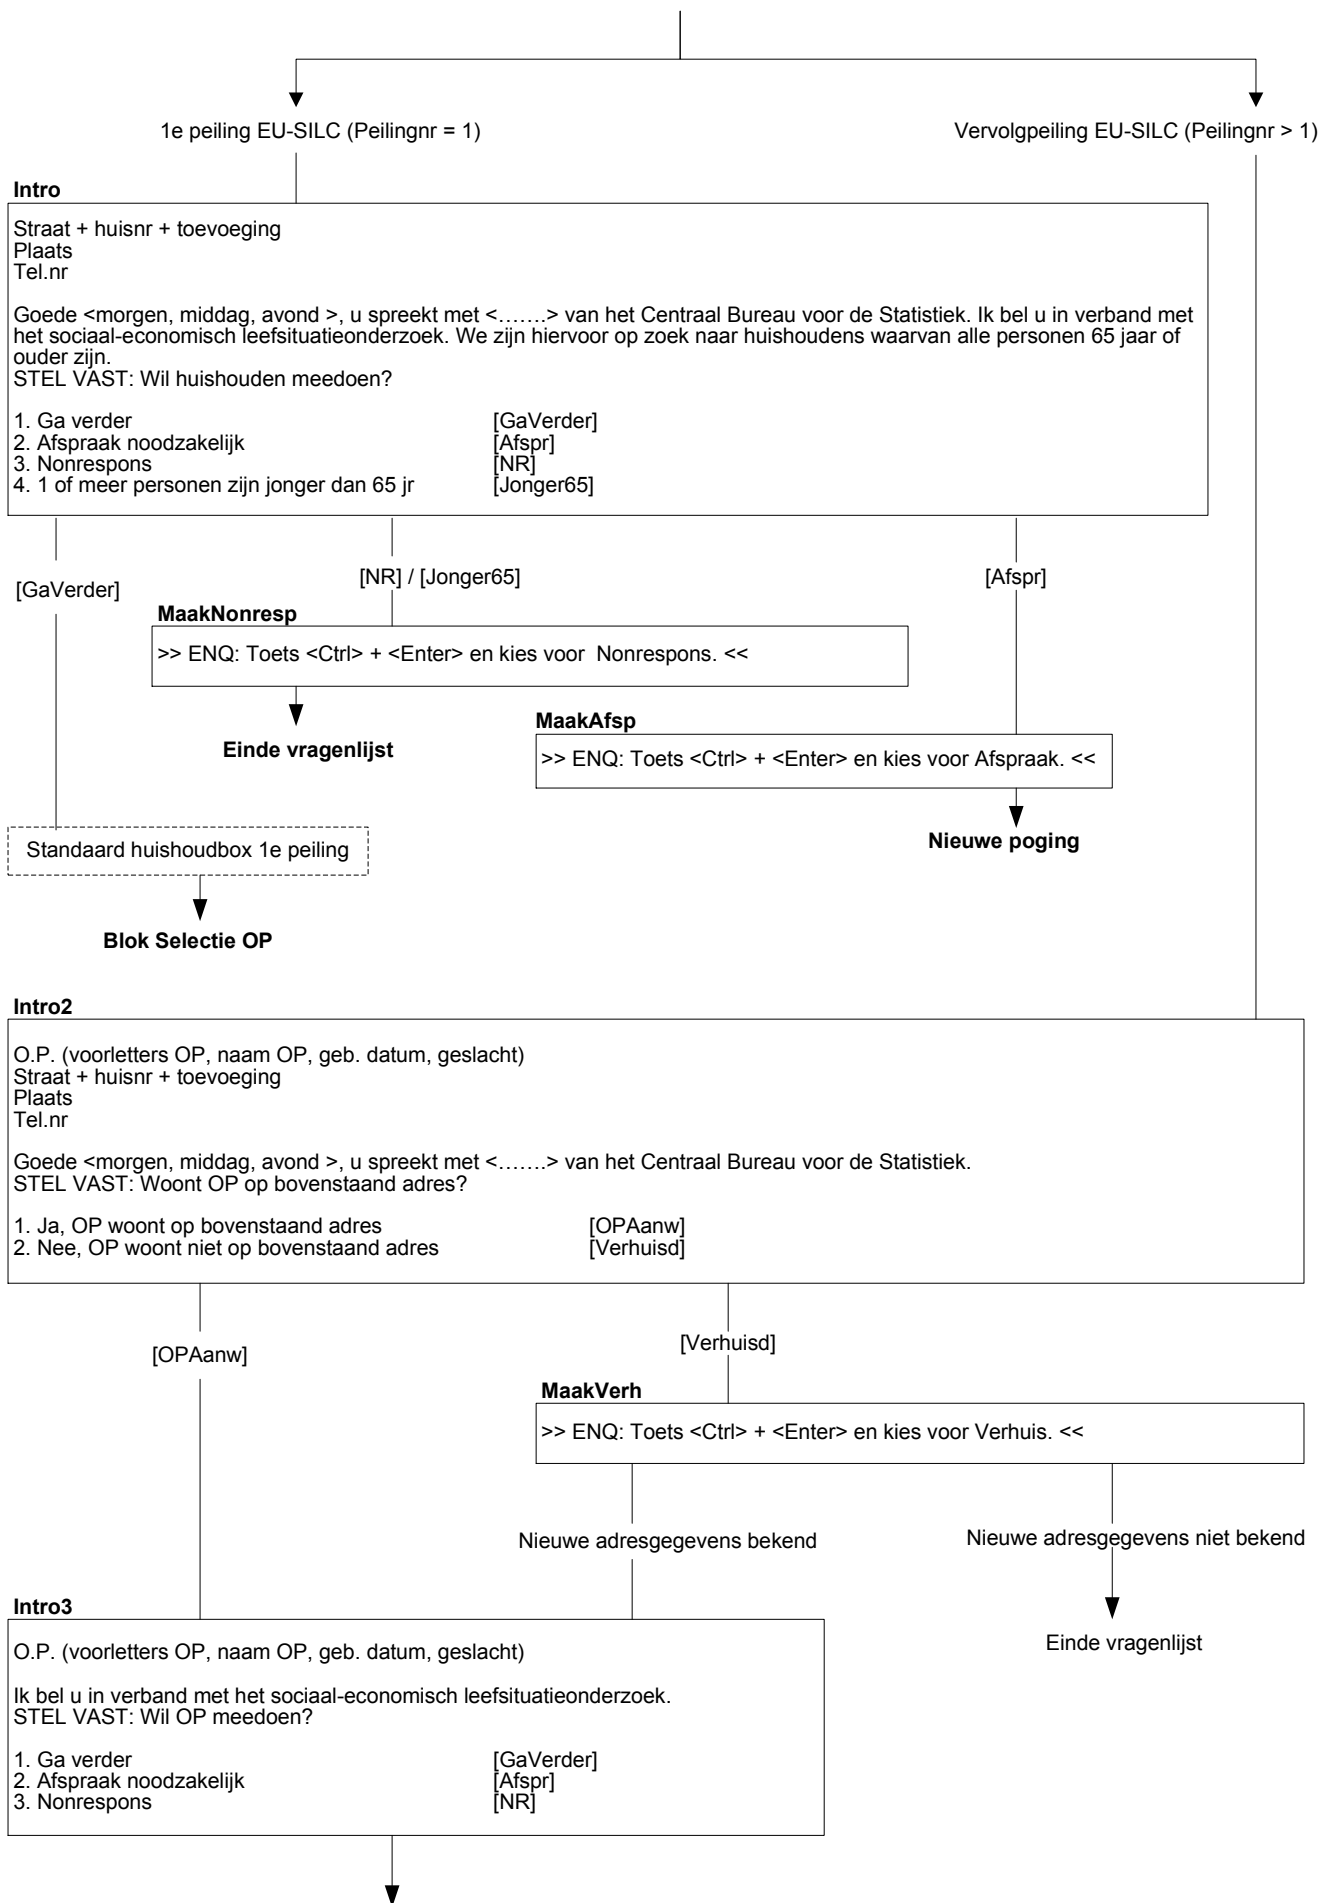 1e peiling EU-SILC (Peilingnr = 1)
Vervolgpeiling EU-SILC (Peilingnr > 1)
Intro
Straat + huisnr + toevoeging
Plaats
Tel.nr
Goede <morgen, middag, avond >, u spreekt met <…….> van het Centraal Bureau voor de Statistiek. Ik bel u in verband met
het sociaal-economisch leefsituatieonderzoek. We zijn hiervoor op zoek naar huishoudens waarvan alle personen 65 jaar of
ouder zijn.
STEL VAST: Wil huishouden meedoen?
1. Ga verder [GaVerder]
2. Afspraak noodzakelijk [Afspr]
3. Nonrespons [NR]
4. 1 of meer personen zijn jonger dan 65 jr [Jonger65]
[GaVerder]
[NR] / [Jonger65]
[Afspr]
MaakNonresp
>> ENQ: Toets <Ctrl> + <Enter> en kies voor  Nonrespons. <<
Einde vragenlijst
MaakAfsp
>> ENQ: Toets <Ctrl> + <Enter> en kies voor Afspraak. <<
Nieuwe poging
Standaard huishoudbox 1e peiling
Blok Selectie OP
Intro2
O.P. (voorletters OP, naam OP, geb. datum, geslacht)
Straat + huisnr + toevoeging
Plaats
Tel.nr
Goede <morgen, middag, avond >, u spreekt met <…….> van het Centraal Bureau voor de Statistiek.
STEL VAST: Woont OP op bovenstaand adres?
1. Ja, OP woont op bovenstaand adres [OPAanw]
2. Nee, OP woont niet op bovenstaand adres [Verhuisd]
[OPAanw]
[Verhuisd]
MaakVerh
>> ENQ: Toets <Ctrl> + <Enter> en kies voor Verhuis. <<
Nieuwe adresgegevens bekend
Nieuwe adresgegevens niet bekend
Einde vragenlijst
Intro3
O.P. (voorletters OP, naam OP, geb. datum, geslacht)
Ik bel u in verband met het sociaal-economisch leefsituatieonderzoek.
STEL VAST: Wil OP meedoen?
1. Ga verder [GaVerder]
2. Afspraak noodzakelijk [Afspr]
3. Nonrespons [NR]